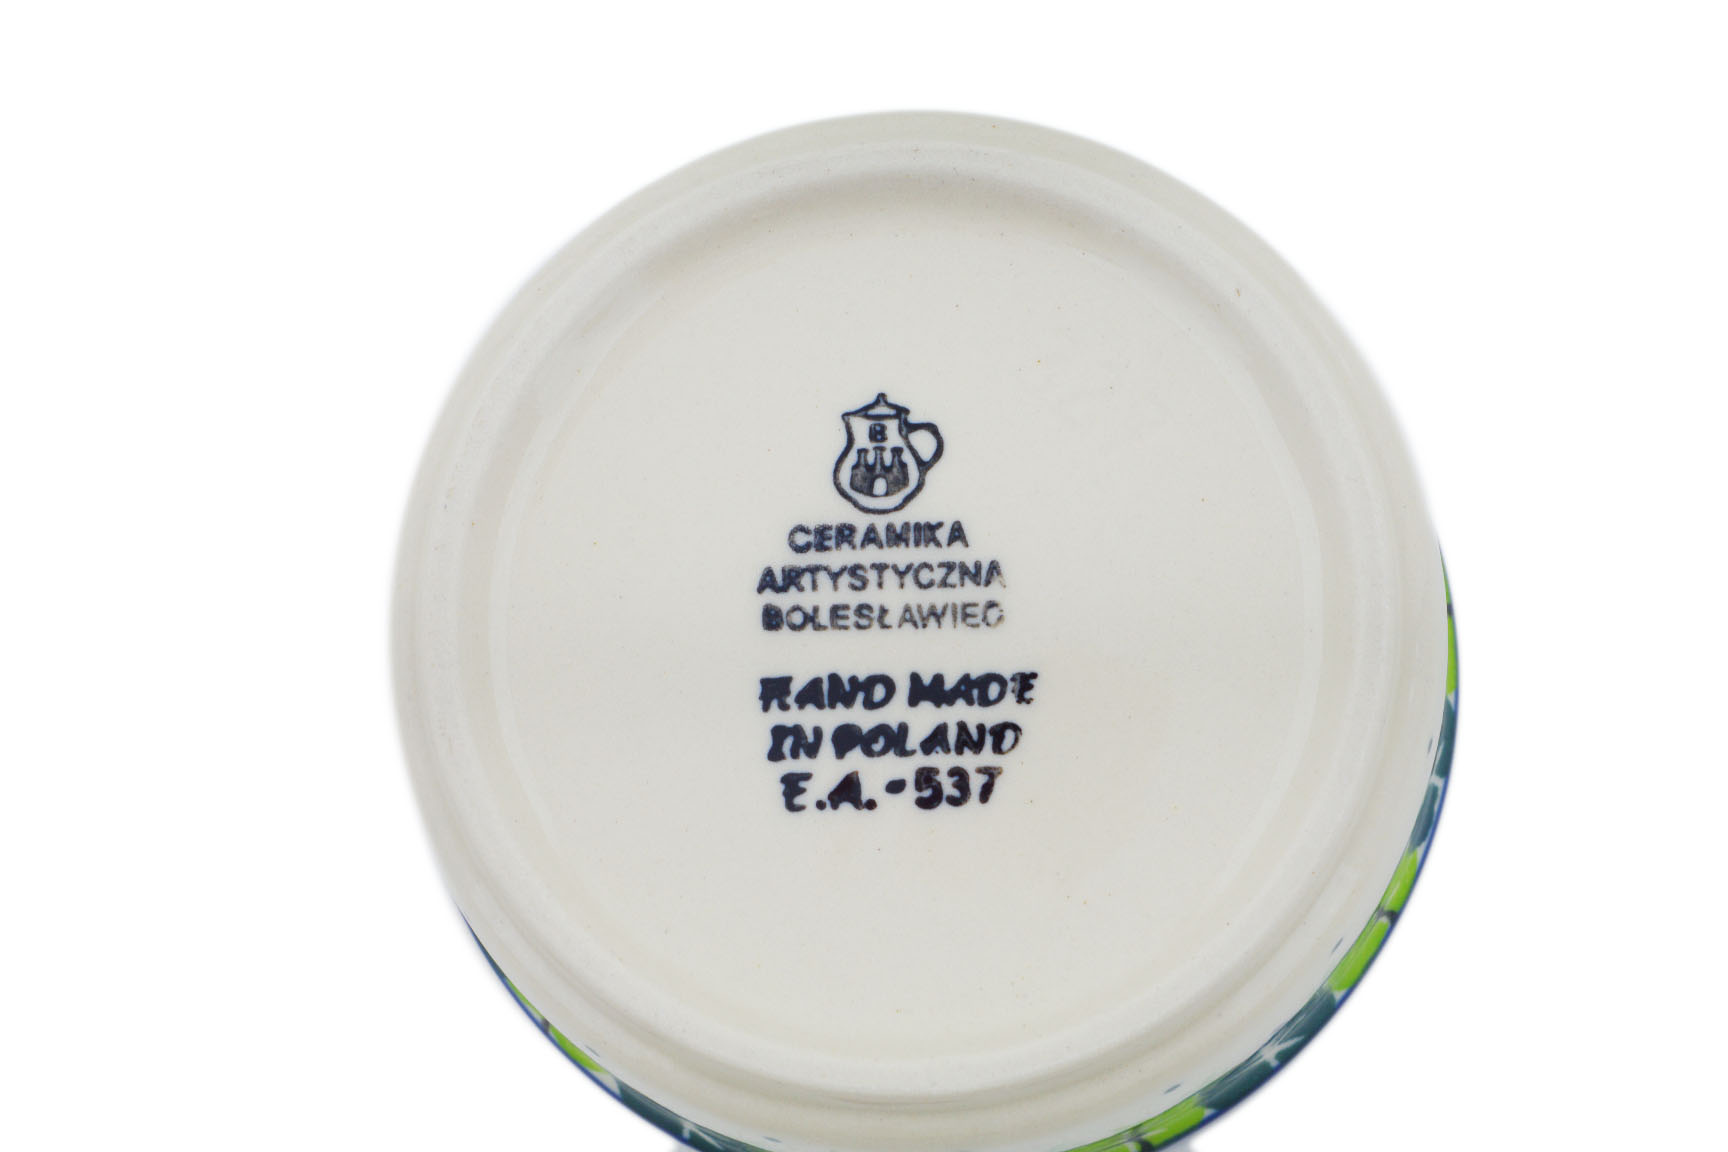 B
CERAMIKA
ARTYSTYCZNA
BOLESŁAWIEC
HAND MADE
IN POLAND
E.A.-537